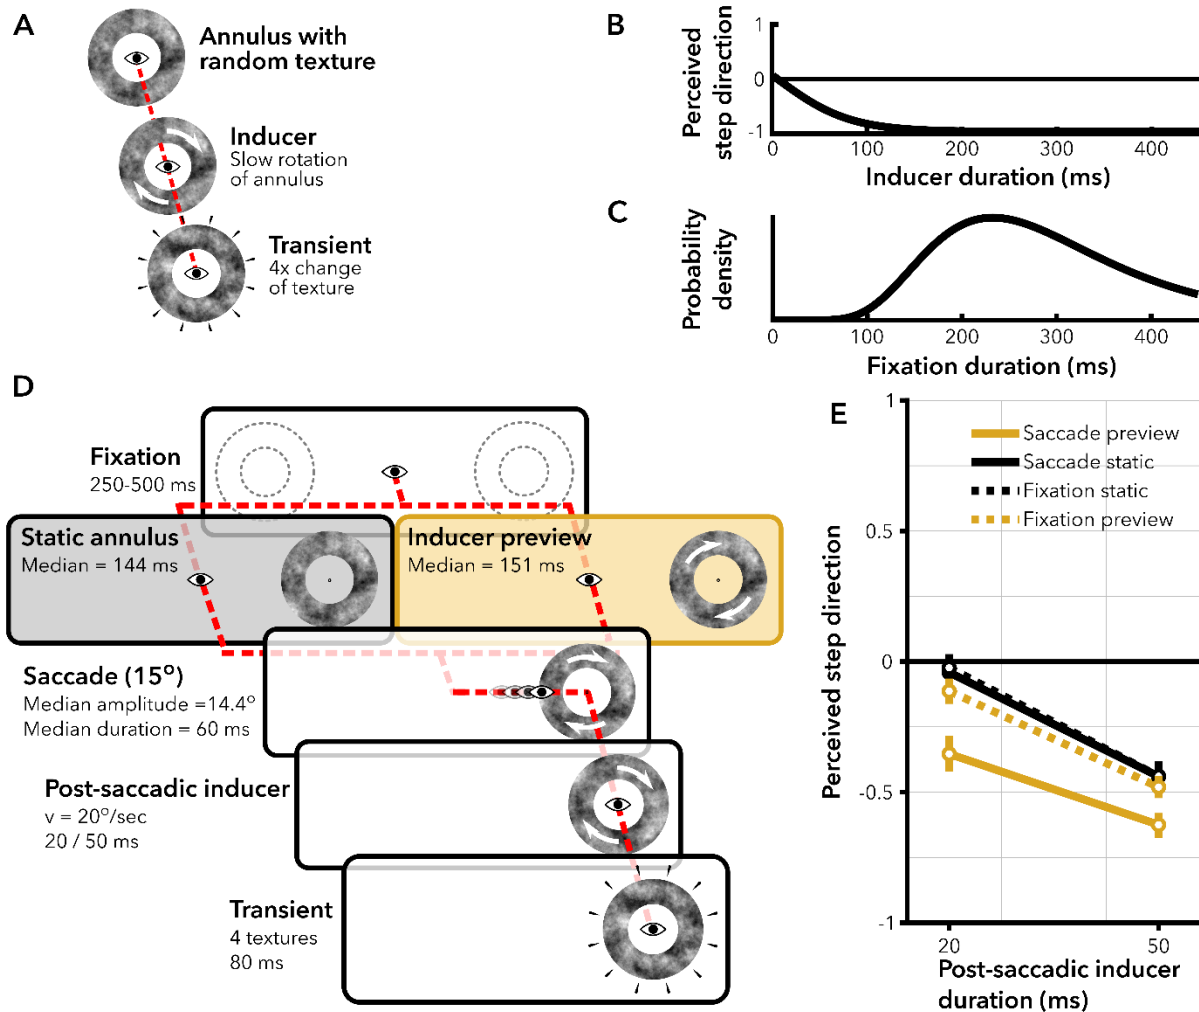 A
Annulus with
random texture
Inducer
Slow rotation
of annulus
Transient
4x change
of texture
B
Perceived
step direction
1
0
-1
0
100
200
300
400
Inducer duration (ms)
C
Probability
density
0
100
200
300
400
Fixation duration (ms)
D
Fixation
250-500 ms
Static annulus
Median = 144 ms
Inducer preview
Median = 151 ms
Saccade (15°)
Median amplitude =14.4°
Median duration = 60 ms
Post-saccadic inducer
v = 20°/sec
20 / 50 ms
Transient
4 textures
80 ms
E
Saccade preview
Saccade static
Fixation static
Fixation preview
Perceived step direction
1
0.5
0
-0.5
-1
20
50
Post-saccadic inducer
duration (ms)